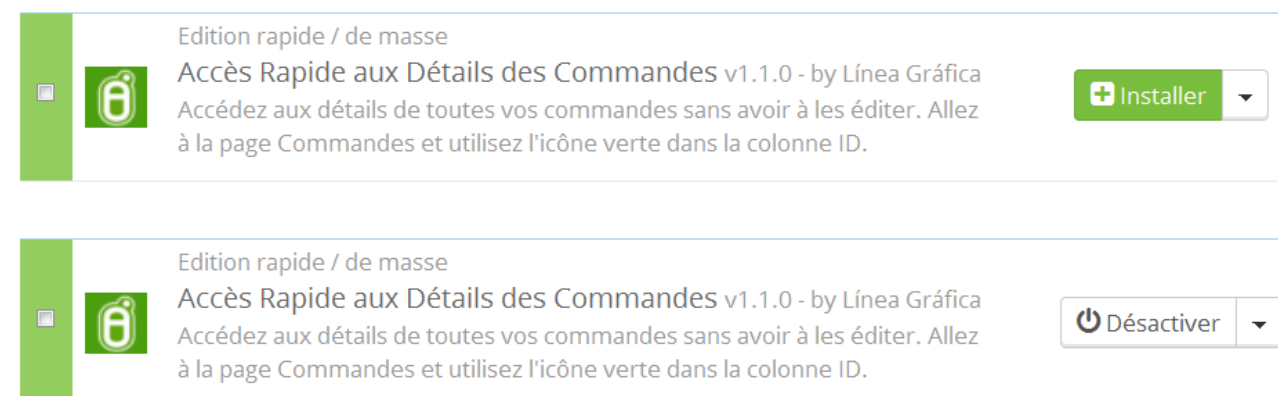 Edition rapide / de masse
Accès Rapide aux Détails des Commandes v1.1.0 - by Línea Gráfica
Accédez aux détails de toutes vos commandes sans avoir à les éditer. Allez
à la page Commandes et utilisez l'icône verte dans la colonne ID.
Installer
Edition rapide / de masse
Accès Rapide aux Détails des Commandes v1.1.0 - by Línea Gráfica
Accédez aux détails de toutes vos commandes sans avoir à les éditer. Allez
à la page Commandes et utilisez l'icône verte dans la colonne ID.
Désactiver